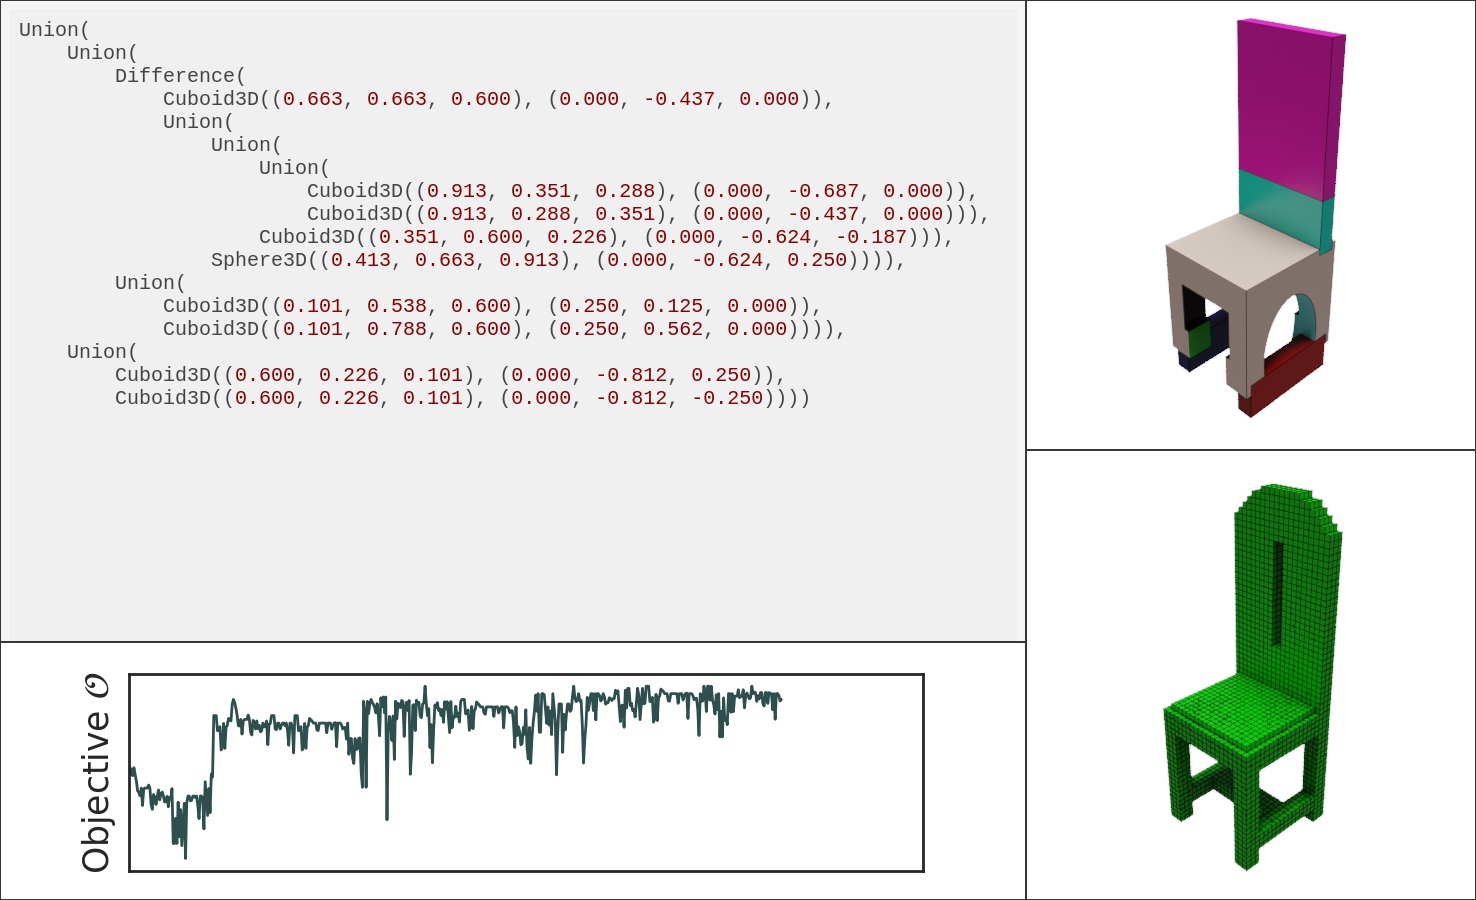 Union(
    Union(
        Difference(
            Cuboid3D((0.663, 0.663, 0.600), (0.000, -0.437, 0.000)),
            Union(
                Union(
                    Union(
                        Cuboid3D((0.913, 0.351, 0.288), (0.000, -0.687, 0.000)),
                        Cuboid3D((0.913, 0.288, 0.351), (0.000, -0.437, 0.000))),
                    Cuboid3D((0.351, 0.600, 0.226), (0.000, -0.624, -0.187))),
                Sphere3D((0.413, 0.663, 0.913), (0.000, -0.624, 0.250)))),
        Union(
            Cuboid3D((0.101, 0.538, 0.600), (0.250, 0.125, 0.000)),
            Cuboid3D((0.101, 0.788, 0.600), (0.250, 0.562, 0.000)))),
    Union(
        Cuboid3D((0.600, 0.226, 0.101), (0.000, -0.812, 0.250)),
        Cuboid3D((0.600, 0.226, 0.101), (0.000, -0.812, -0.250))))
Objective 𝒪